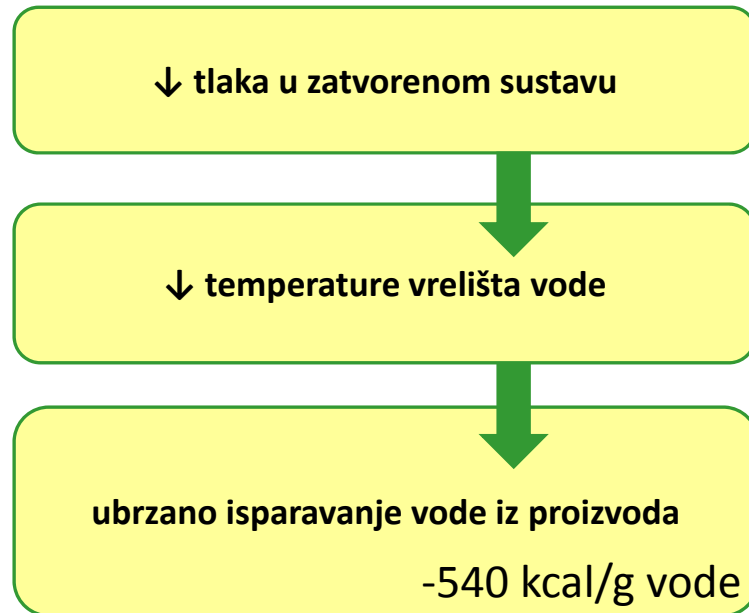 ↓ tlaka u zatvorenom sustavu
↓ temperature vrelišta vode
ubrzano isparavanje vode iz proizvoda
-540 kcal/g vode